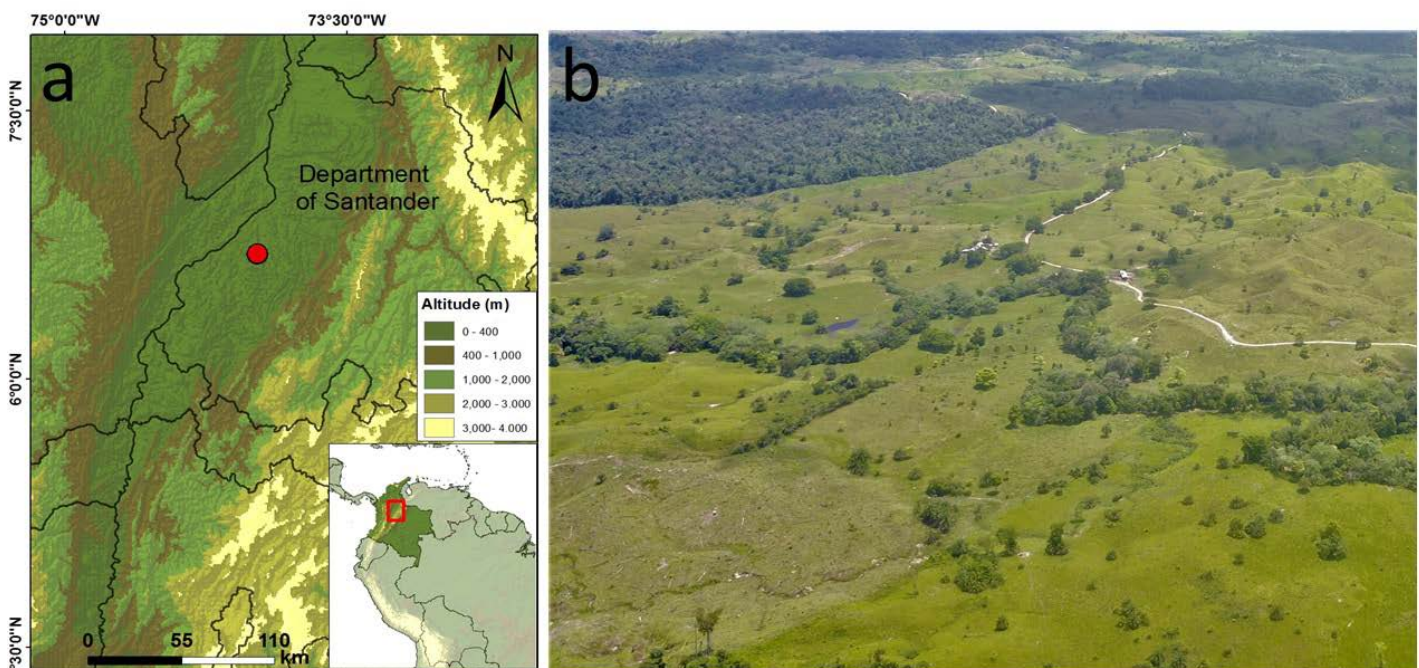 75°0'0"W
73°30'0"W
a
N
b
7°30'0"N
Department
of Santander
Altitude (m)
0 - 400
400 - 1,000
1,000 - 2,000
2,000 - 3.000
3,000- 4.000
6°0'0"N
0
55
110
km